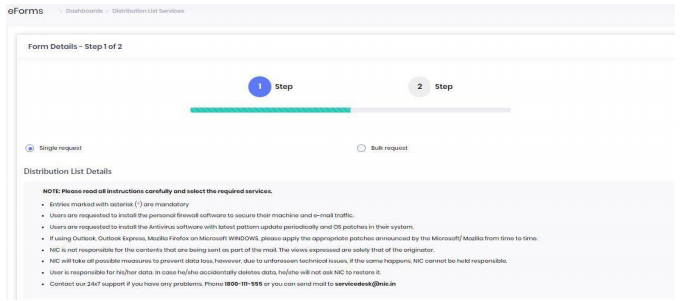 eForms - Dashboards - Distribution List Services
Form Details - Step 1 of 2
1 Step 2 Step
Single request Bulk request
Distribution List Details
NOTE: Please read all instructions carefully and select the required services.
• Entries marked with asterisk (*) are mandatory
• Users are requested to install the personal firewall software to secure their machine and e-mail traffic.
• Users are requested to install the Antivirus software with latest pattern update periodically and OS patches in their system.
• If using Outlook, Outlook Express, Mozilla Firefox on Microsoft WINDOWS, please apply the appropriate patches announced by the Microsoft/ Mozilla from time to time.
• NIC is not responsible for the contents that are being sent as part of the mail. The views expressed are solely that of the originator.
• NIC will take all possible measures to prevent data loss, however, due to unforeseen technical issues, if the same happens, NIC cannot be held responsible.
• User is responsible for his/her data. In case he/she accidentally deletes data, he/she will not ask NIC to restore it.
• Contact our 24x7 support if you have any problems. Phone 1800-111-555 or you can send mail to servicedesk@nic.in